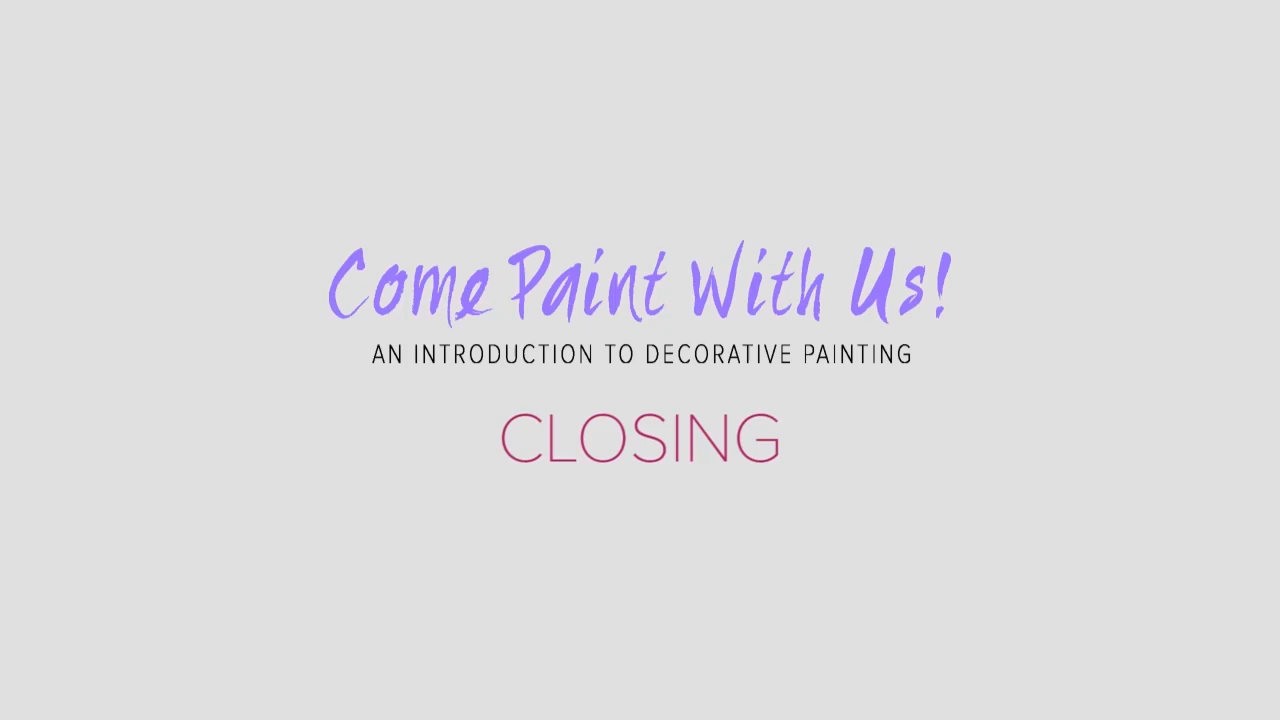 Come Paint With Us!
AN INTRODUCTION TO DECORATIVE PAINTING
CLOSING